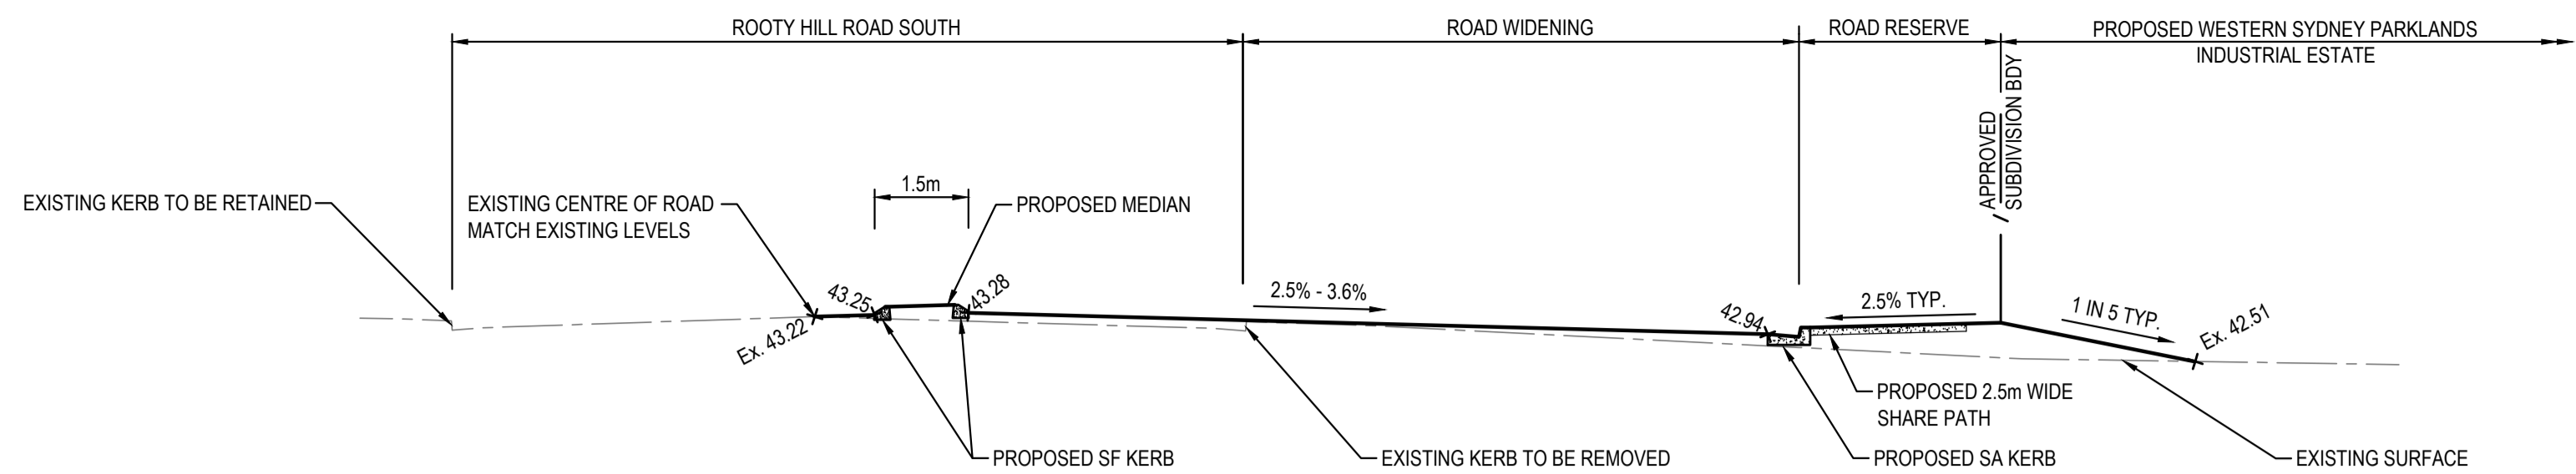 ROOTY HILL ROAD SOUTH
ROAD WIDENING
ROAD RESERVE
PROPOSED WESTERN SYDNEY PARKLANDS
INDUSTRIAL ESTATE
APPROVED
SUBDIVISION BDY
EXISTING KERB TO BE RETAINED
EXISTING CENTRE OF ROAD
MATCH EXISTING LEVELS
1.5m
PROPOSED MEDIAN
Ex. 43.22
43.25
43.28
2.5% - 3.6%
42.94
2.5% TYP.
1 IN 5 TYP.
Ex. 42.51
PROPOSED 2.5m WIDE
SHARE PATH
PROPOSED SF KERB
EXISTING KERB TO BE REMOVED
PROPOSED SA KERB
EXISTING SURFACE